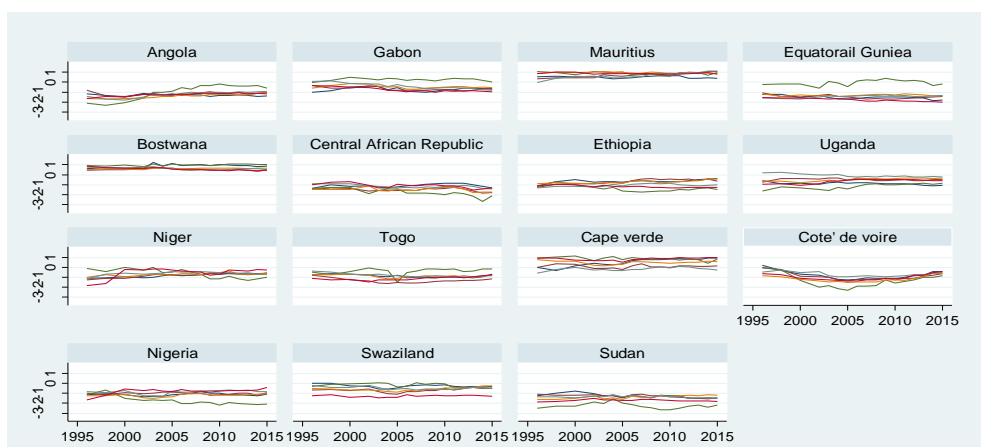 Angola Gabon Mauritius Equatorail Guniea
-3-2-1 0 1
Bostwana Central African Republic Ethiopia Uganda
-3-2-1 0 1
Niger Togo Cape verde Cote' de voire
-3-2-1 0 1
1995 2000 2005 2010 2015
Nigeria Swaziland Sudan
-3-2-1 0 1
1995 2000 2005 2010 2015 1995 2000 2005 2010 2015 1995 2000 2005 2010 2015